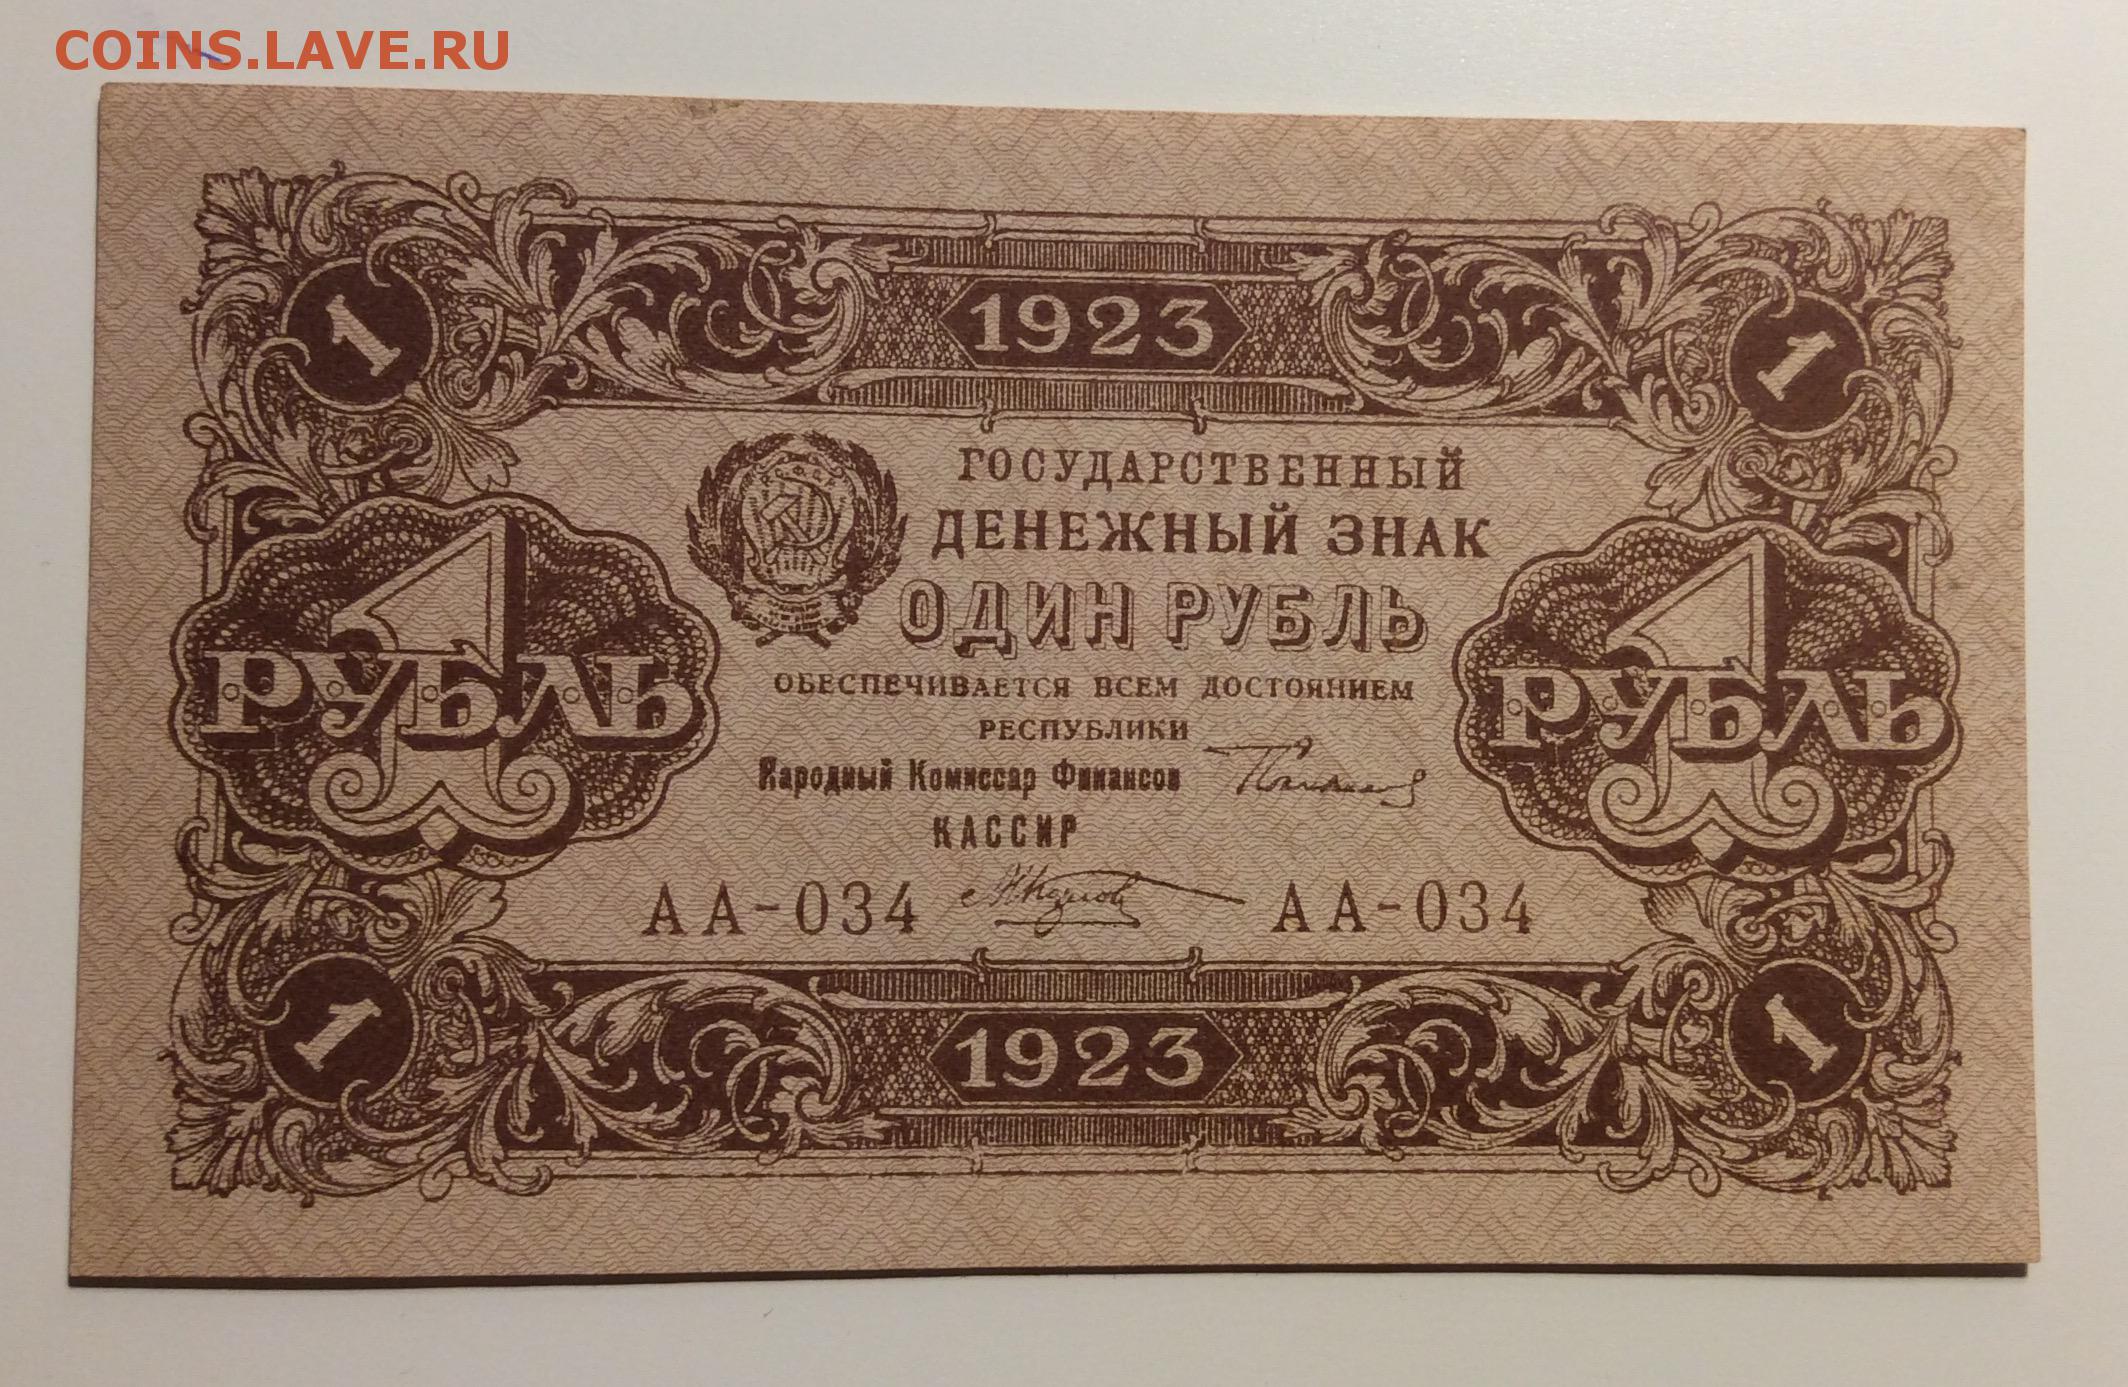 COINS.LAVE.RU
1923
1
1
ГОСУДАРСТВЕННЫЙ
ДЕНЕЖНЫЙ ЗНАК
ОДИН РУБЛЬ
1 РУБЛЬ
1 РУБЛЬ
ОБЕСПЕЧИВАЕТСЯ ВСЕМ ДОСТОЯНИЕМ
РЕСПУБЛИКИ
Народный Комиссар Финансов
КАССИР
АА-034
АА-034
1923
1
1